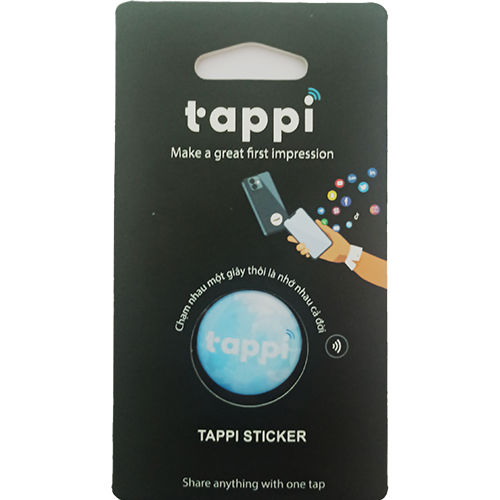 tappi
Make a great first impression
Chạm nhau một giây thôi là nhớ nhau cả đời
tappi
TAPPI STICKER
Share anything with one tap